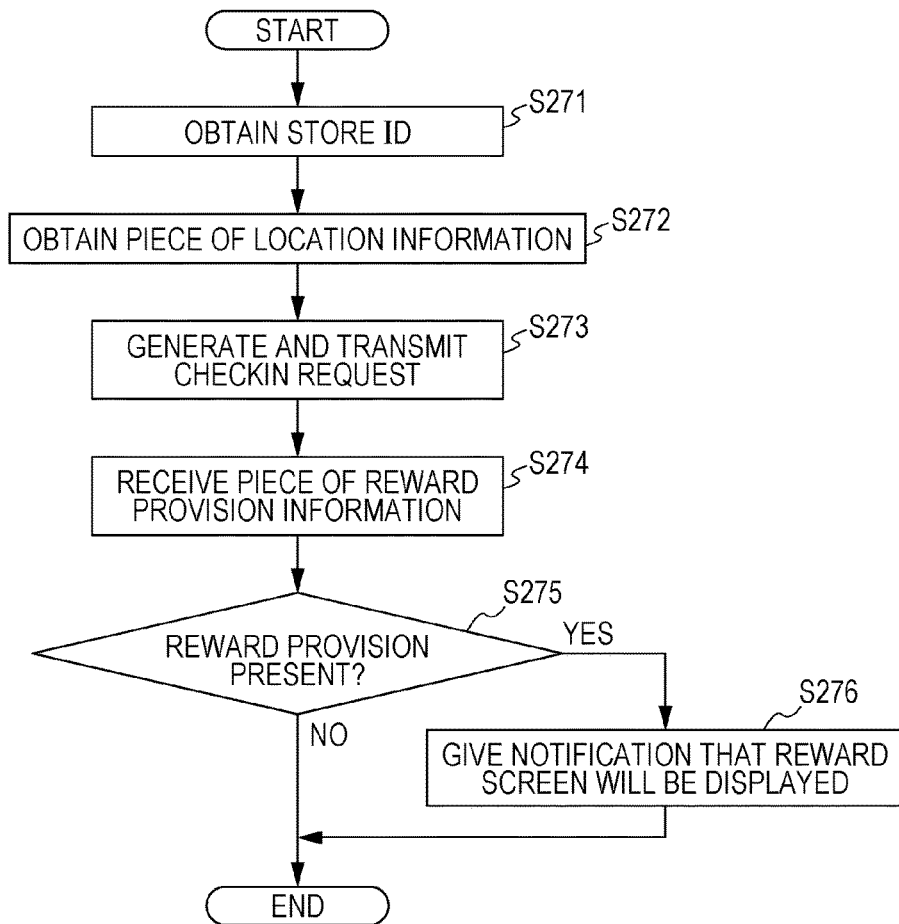 START
S271
OBTAIN STORE ID
S272
OBTAIN PIECE OF LOCATION INFORMATION
S273
GENERATE AND TRANSMIT
CHECKIN REQUEST
S274
RECEIVE PIECE OF REWARD
PROVISION INFORMATION
S275
REWARD PROVISION
PRESENT?
YES
NO
S276
GIVE NOTIFICATION THAT REWARD
SCREEN WILL BE DISPLAYED
END